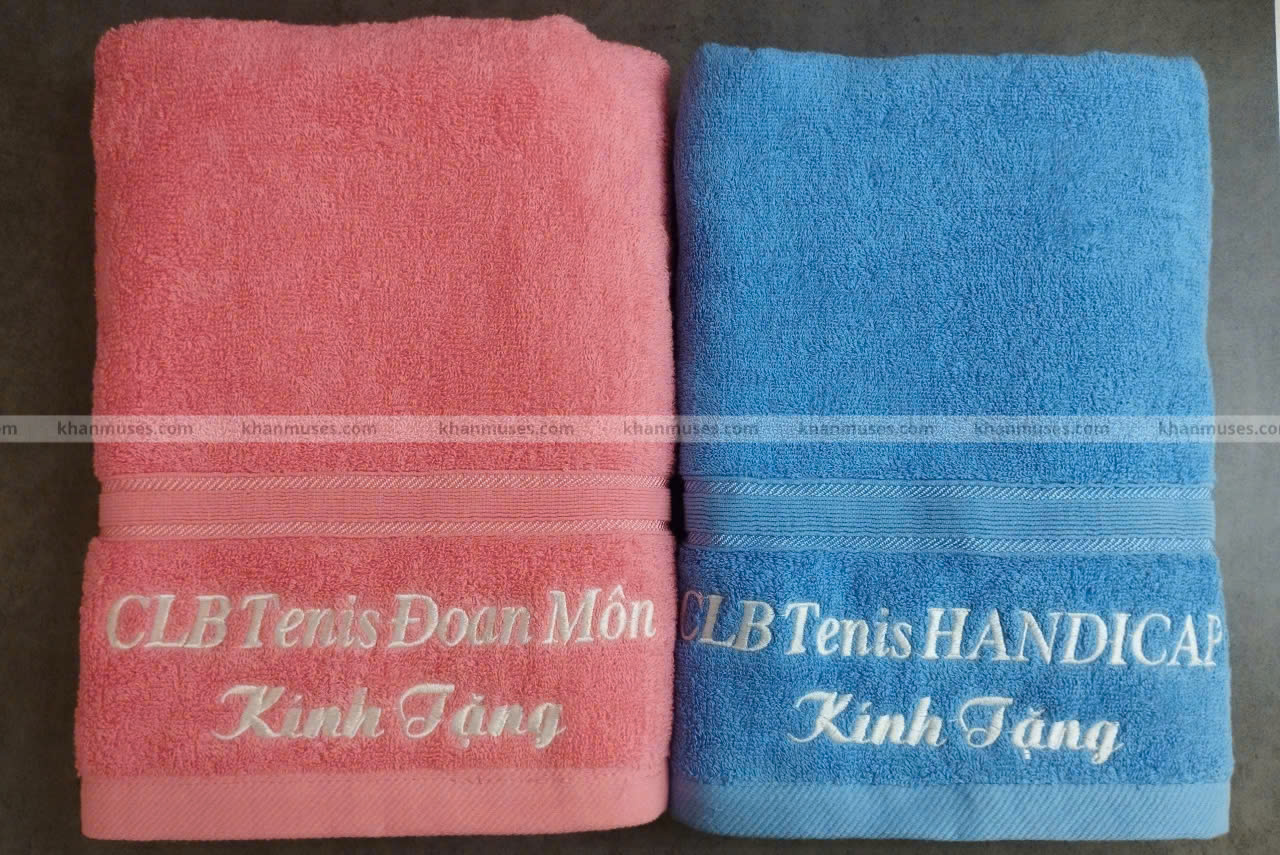 em khanmuses.com khanmuses.com khanmuses.com khanmuses.com khanmuses.com khanmuses.com khanmuses.com
CLB Tenis Đoan Môn
Kính Tặng
CLB Tenis HANDICAP
Kính Tặng